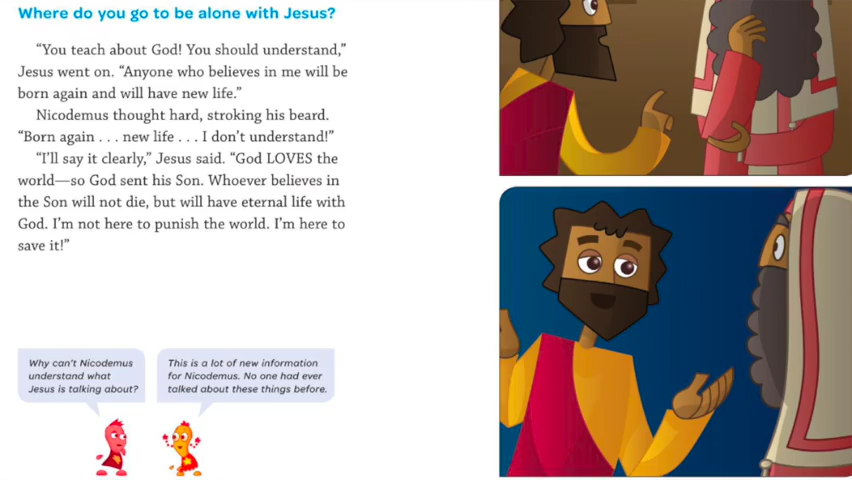 Where do you go to be alone with Jesus?
“You teach about God! You should understand,”
Jesus went on. “Anyone who believes in me will be
born again and will have new life.”
Nicodemus thought hard, stroking his beard.
“Born again . . . new life . . . I don’t understand!”
“I’ll say it clearly,” Jesus said. “God LOVES the
world—so God sent his Son. Whoever believes in
the Son will not die, but will have eternal life with
God. I’m not here to punish the world. I’m here to
save it!”
Why can’t Nicodemus
understand what
Jesus is talking about?
This is a lot of new information
for Nicodemus. No one had ever
talked about these things before.